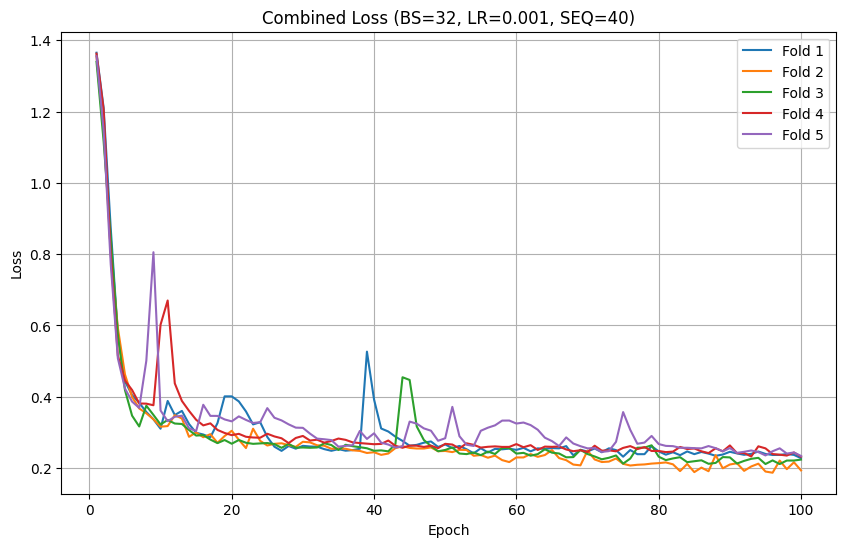 Combined Loss (BS=32, LR=0.001, SEQ=40)
Fold 1
Fold 2
Fold 3
Fold 4
Fold 5
Loss
1.4
1.2
1.0
0.8
0.6
0.4
0.2
0 20 40 60 80 100
Epoch